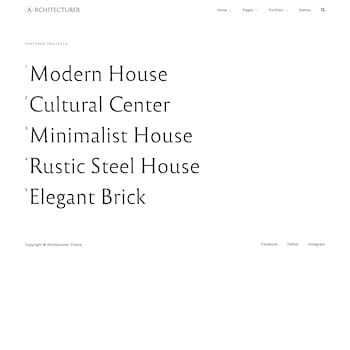 ARCHITECTURER
Home Pages Portfolio Demos
FEATURED PROJECTS
1 Modern House
2 Cultural Center
3 Minimalist House
4 Rustic Steel House
5 Elegant Brick
Copyright © Architecturer Theme Facebook Twitter Instagram